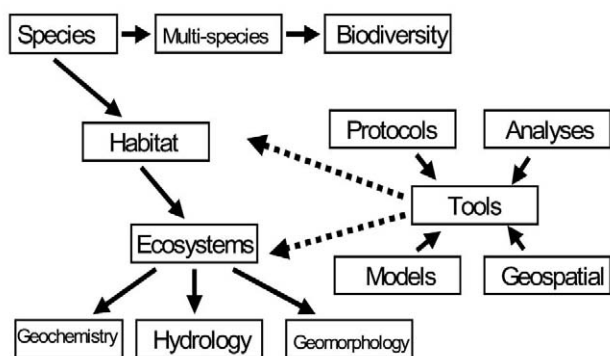 Species
Multi-species
Biodiversity
Habitat
Protocols
Analyses
Tools
Ecosystems
Models
Geospatial
Geochemistry
Hydrology
Geomorphology